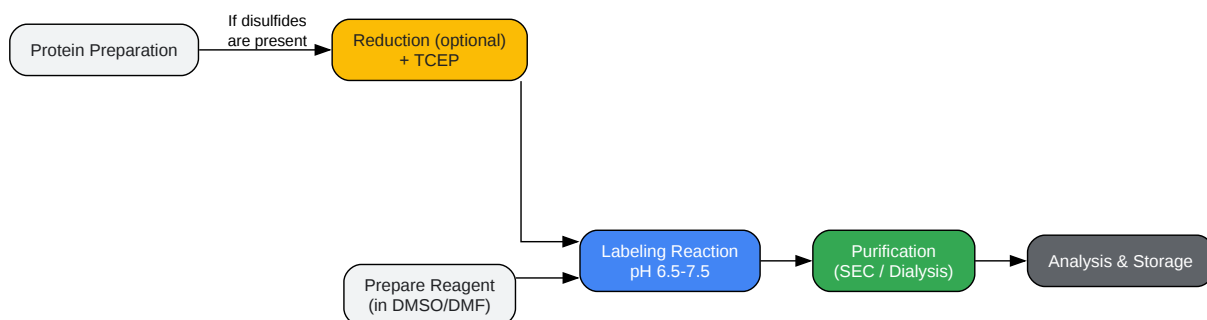 Protein Preparation
If disulfides
are present
Reduction (optional)
+ TCEP
Prepare Reagent
(in DMSO/DMF)
Labeling Reaction
pH 6.5-7.5
Purification
(SEC / Dialysis)
Analysis & Storage